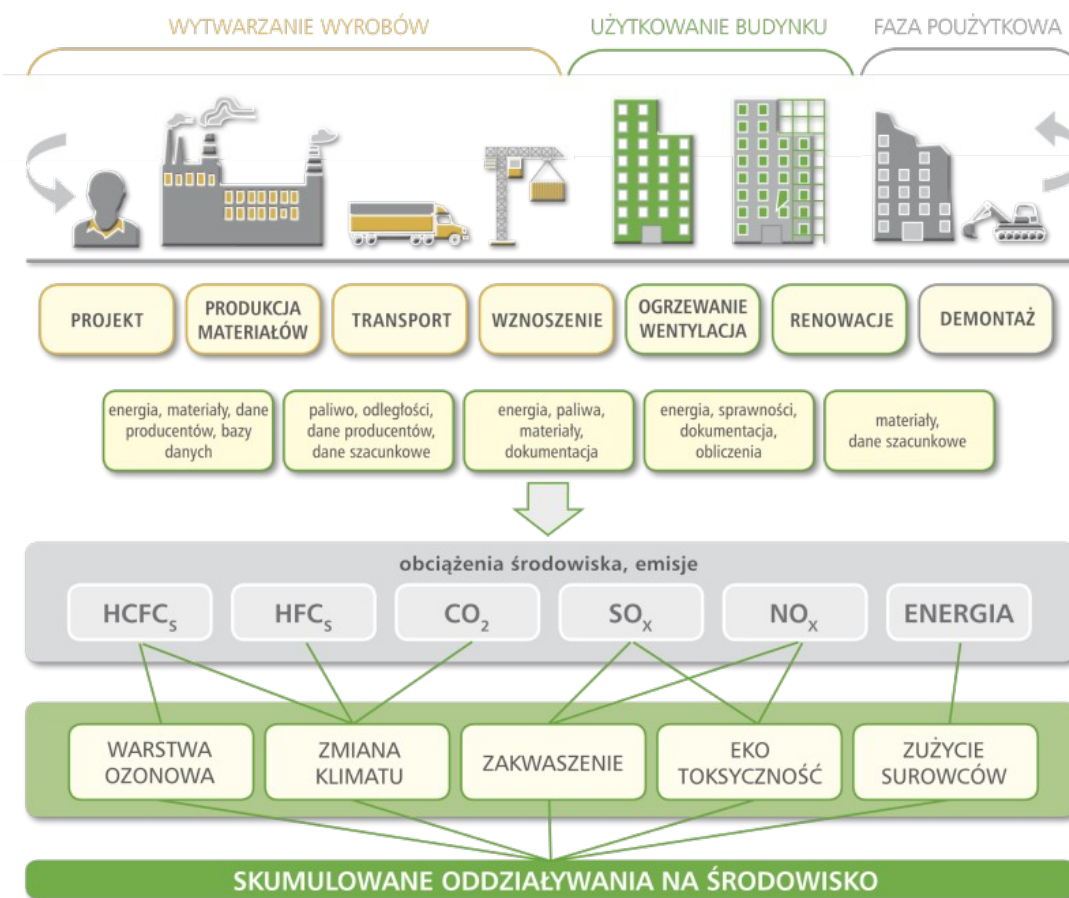 WYTWARZANIE WYROBÓW
UŻYTKOWANIE BUDYNKU
FAZA POUŻYTKOWA
PROJEKT
PRODUKCJA
MATERIAŁÓW
TRANSPORT
WZNOSZENIE
OGRZEWANIE
WENTYLACJA
RENOWACJE
DEMONTAŻ
energia, materiały, dane
producentów, bazy
danych
paliwo, odległości,
dane producentów,
dane szacunkowe
energia, paliwa,
materiały,
dokumentacja
energia, sprawności,
dokumentacja,
obliczenia
materiały,
dane szacunkowe
obciążenia środowiska, emisje
HCFCs
HFCs
CO2
SOX
NOX
ENERGIA
WARSTWA
OZONOWA
ZMIANA
KLIMATU
ZAKWASZENIE
EKO
TOKSYCZNOŚĆ
ZUŻYCIE
SUROWCÓW
SKUMULOWANE ODDZIAŁYWANIA NA ŚRODOWISKO